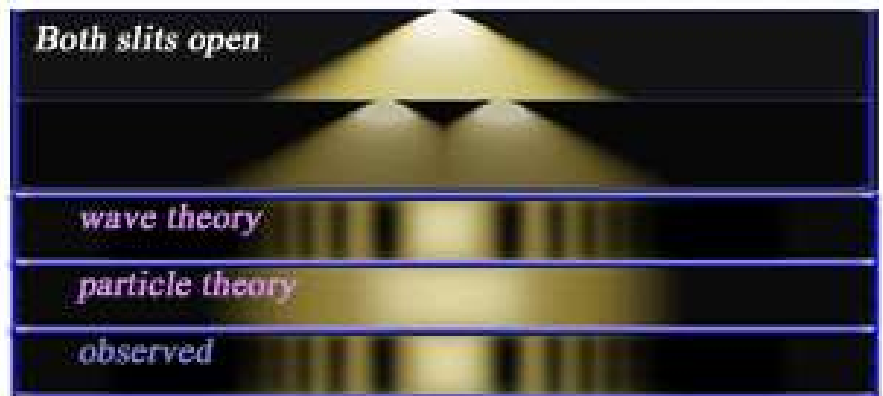 Both slits open
wave theory
particle theory
observed